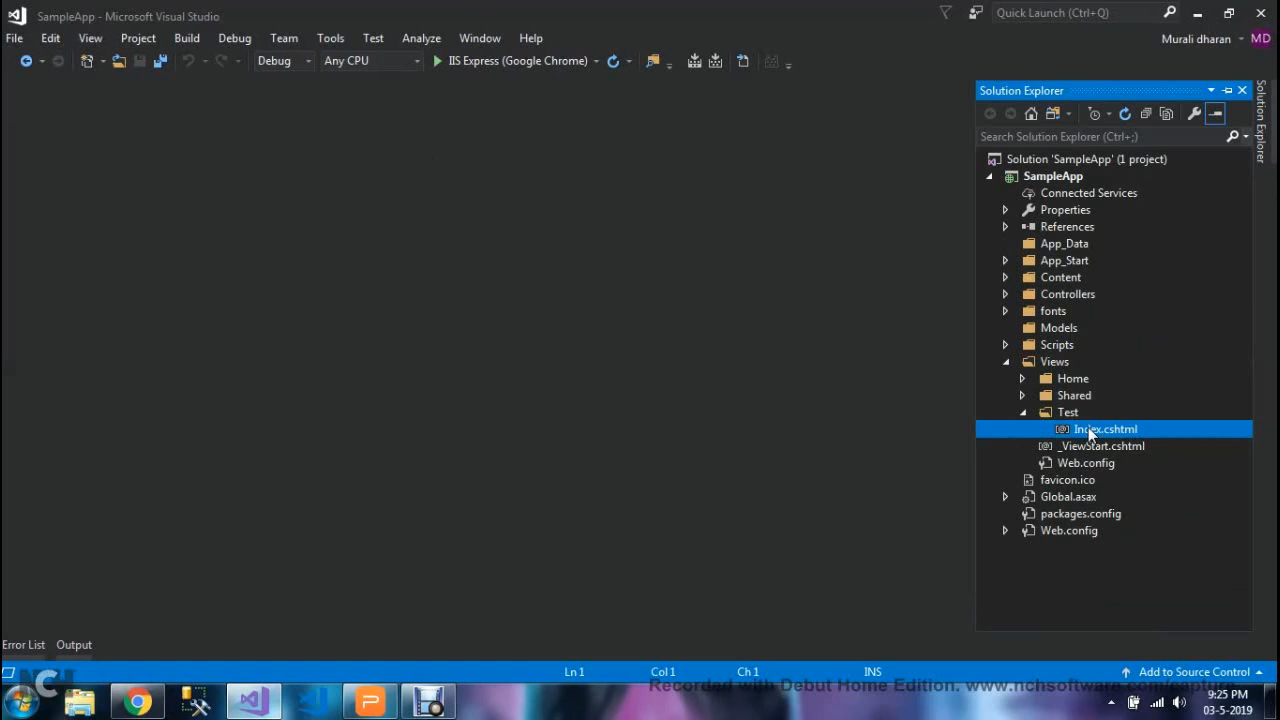 SampleApp - Microsoft Visual Studio
Quick Launch (Ctrl+Q)
File Edit View Project Build Debug Team Tools Test Analyze Window Help
Murali dharan MD
Debug Any CPU IIS Express (Google Chrome)
Solution Explorer
Solution Explorer
Search Solution Explorer (Ctrl+;)
Solution 'SampleApp' (1 project)
SampleApp
Connected Services
Properties
References
App_Data
App_Start
Content
Controllers
fonts
Models
Scripts
Views
Home
Shared
Test
Index.cshtml
_ViewStart.cshtml
Web.config
favicon.ico
Global.asax
packages.config
Web.config
Error List Output
Ln 1 Col 1 Ch 1 INS Add to Source Control
NCH
Recorded with Debut Home Edition. www.nchsoftware.com/capture
9:25 PM
03-5-2019